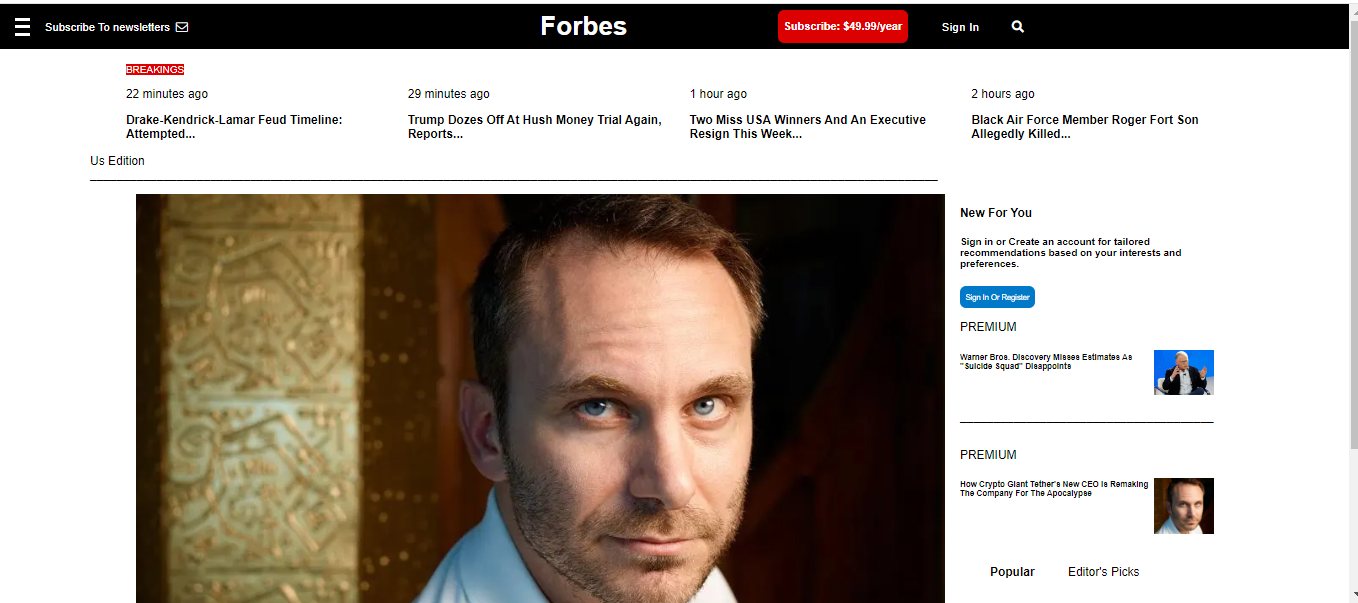 Subscribe To newsletters
Forbes
Subscribe: $49.99/year
Sign In
BREAKINGS
22 minutes ago
Drake-Kendrick-Lamar Feud Timeline:
Attempted...
29 minutes ago
Trump Dozes Off At Hush Money Trial Again,
Reports...
1 hour ago
Two Miss USA Winners And An Executive
Resign This Week...
2 hours ago
Black Air Force Member Roger Fort Son
Allegedly Killed...
Us Edition
New For You
Sign in or Create an account for tailored
recommendations based on your interests and
preferences.
Sign In Or Register
PREMIUM
Warner Bros. Discovery Misses Estimates As
"Suicide Squad" Disappoints
PREMIUM
How Crypto Giant Tether's New CEO Is Remaking
The Company For The Apocalypse
Popular
Editor's Picks